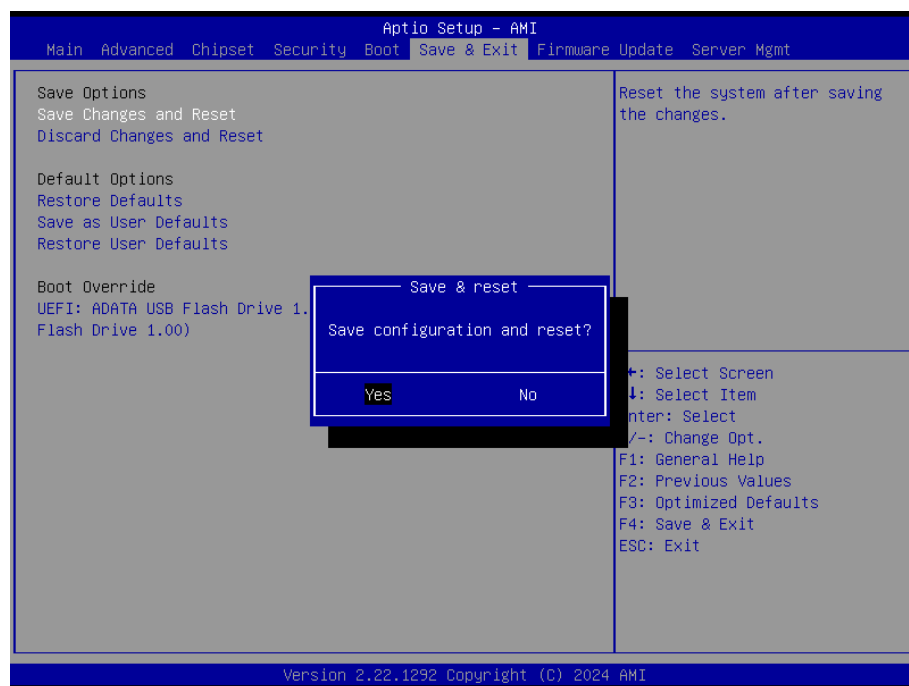 Aptio Setup – AMI
Main Advanced Chipset Security Boot Save & Exit Firmware Update Server Mgmt
Save Options
Save Changes and Reset
Discard Changes and Reset
Default Options
Restore Defaults
Save as User Defaults
Restore User Defaults
Boot Override
UEFI: ADATA USB Flash Drive 1.
Flash Drive 1.00)
Save & reset
Save configuration and reset?
Yes No
Reset the system after saving
the changes.
←: Select Screen
↓: Select Item
nter: Select
/-: Change Opt.
F1: General Help
F2: Previous Values
F3: Optimized Defaults
F4: Save & Exit
ESC: Exit
Version 2.22.1292 Copyright (C) 2024 AMI